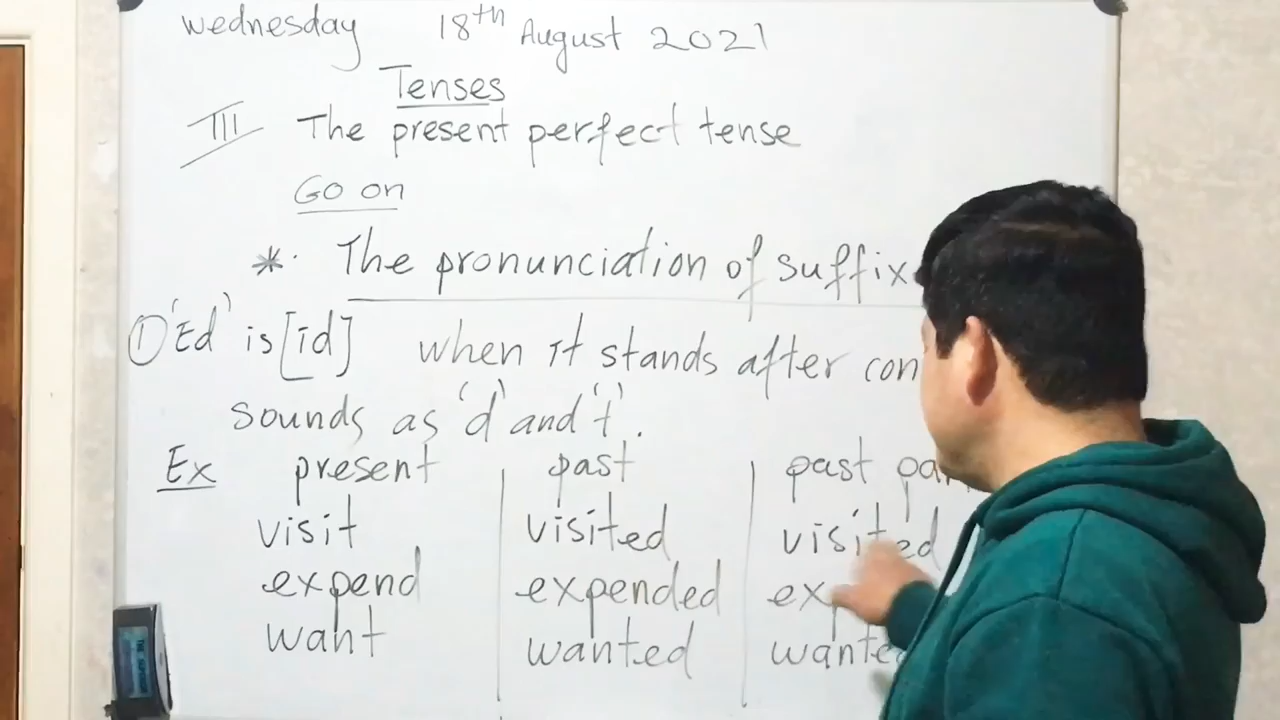 Wednesday 18th August 2021
Tenses
III The present perfect tense
Go on
*. The pronunciation of suffix
① 'Ed' is [id] when it stands after con
sounds as 'd' and 't'.
Ex present past past par
visit visited visited
expend expended exp
want wanted wanted